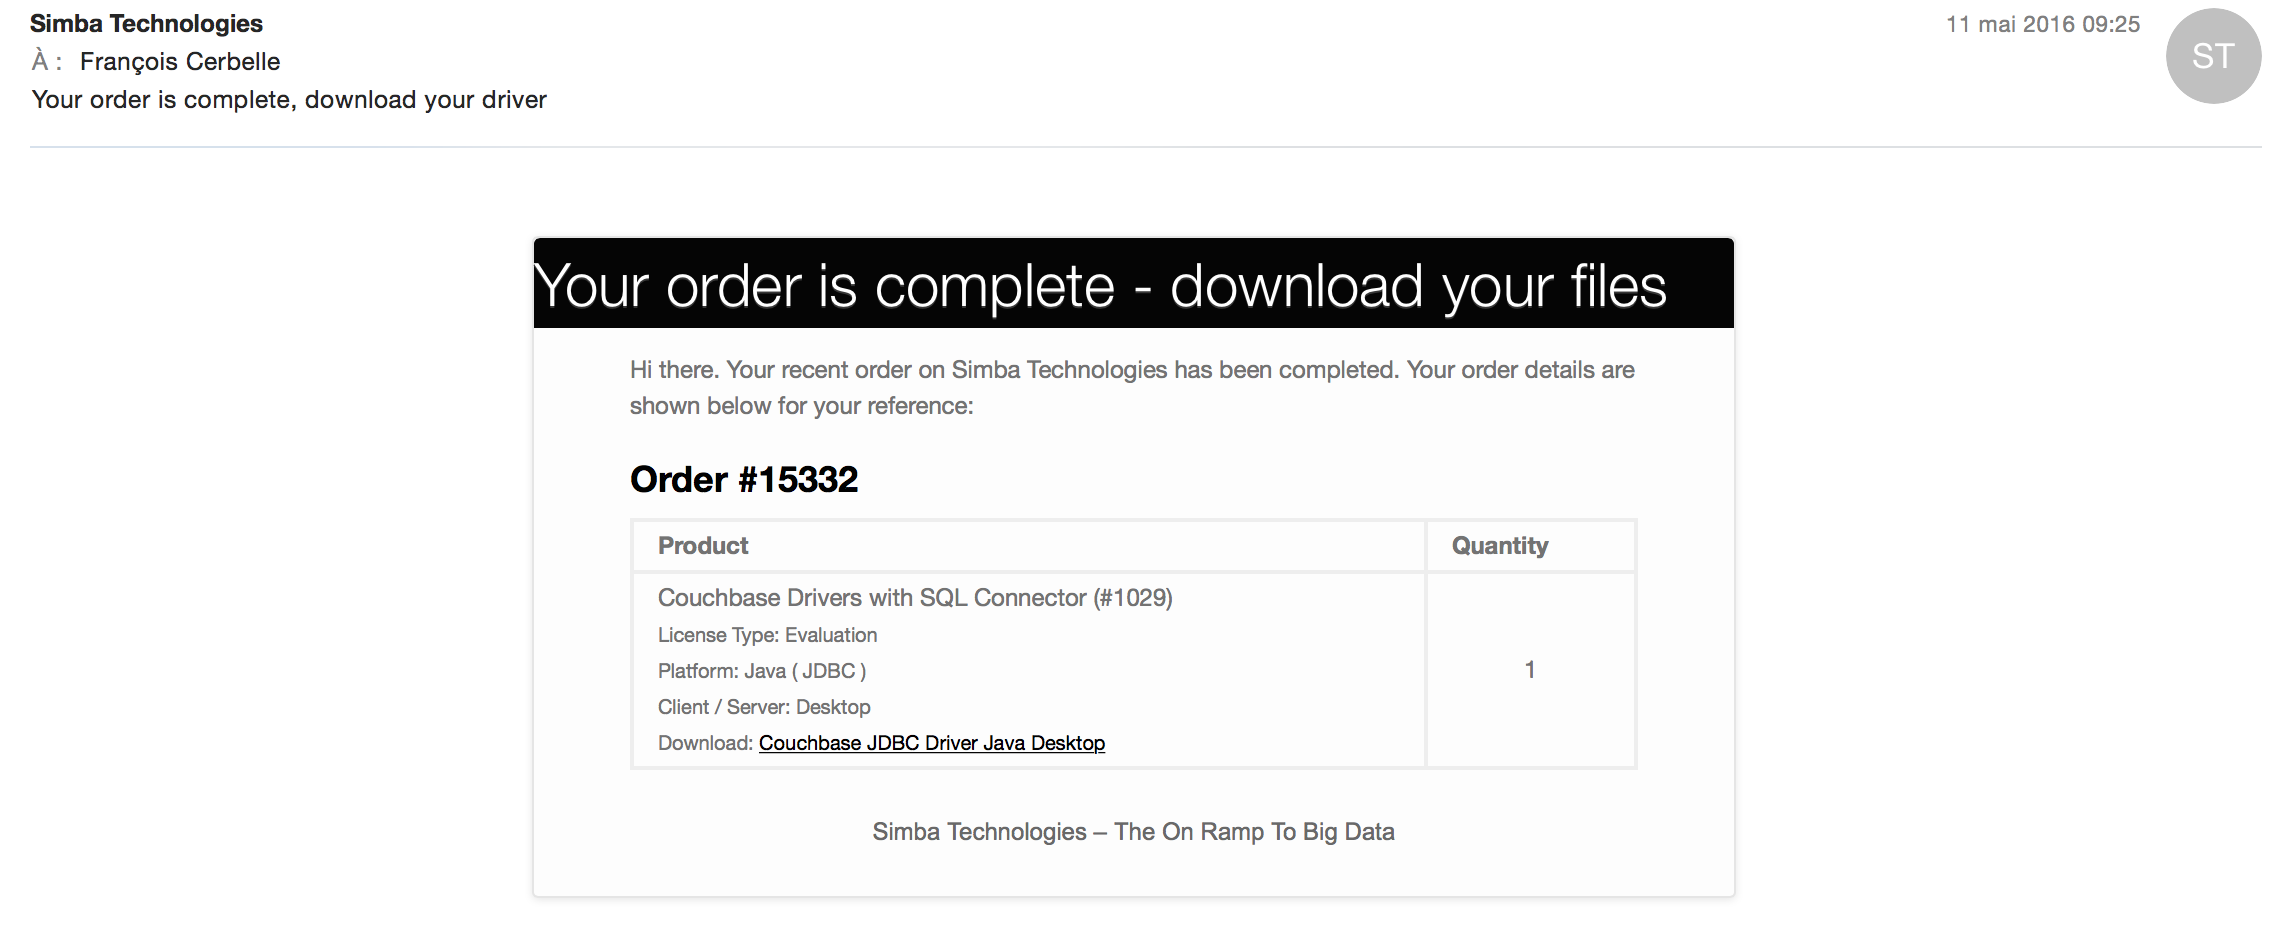 Simba Technologies
11 mai 2016 09:25
ST
À : François Cerbelle
Your order is complete, download your driver
Your order is complete - download your files
Hi there. Your recent order on Simba Technologies has been completed. Your order details are
shown below for your reference:
Order #15332
Product Quantity
Couchbase Drivers with SQL Connector (#1029)
License Type: Evaluation
Platform: Java ( JDBC )
1
Client / Server: Desktop
Download: Couchbase JDBC Driver Java Desktop
Simba Technologies – The On Ramp To Big Data